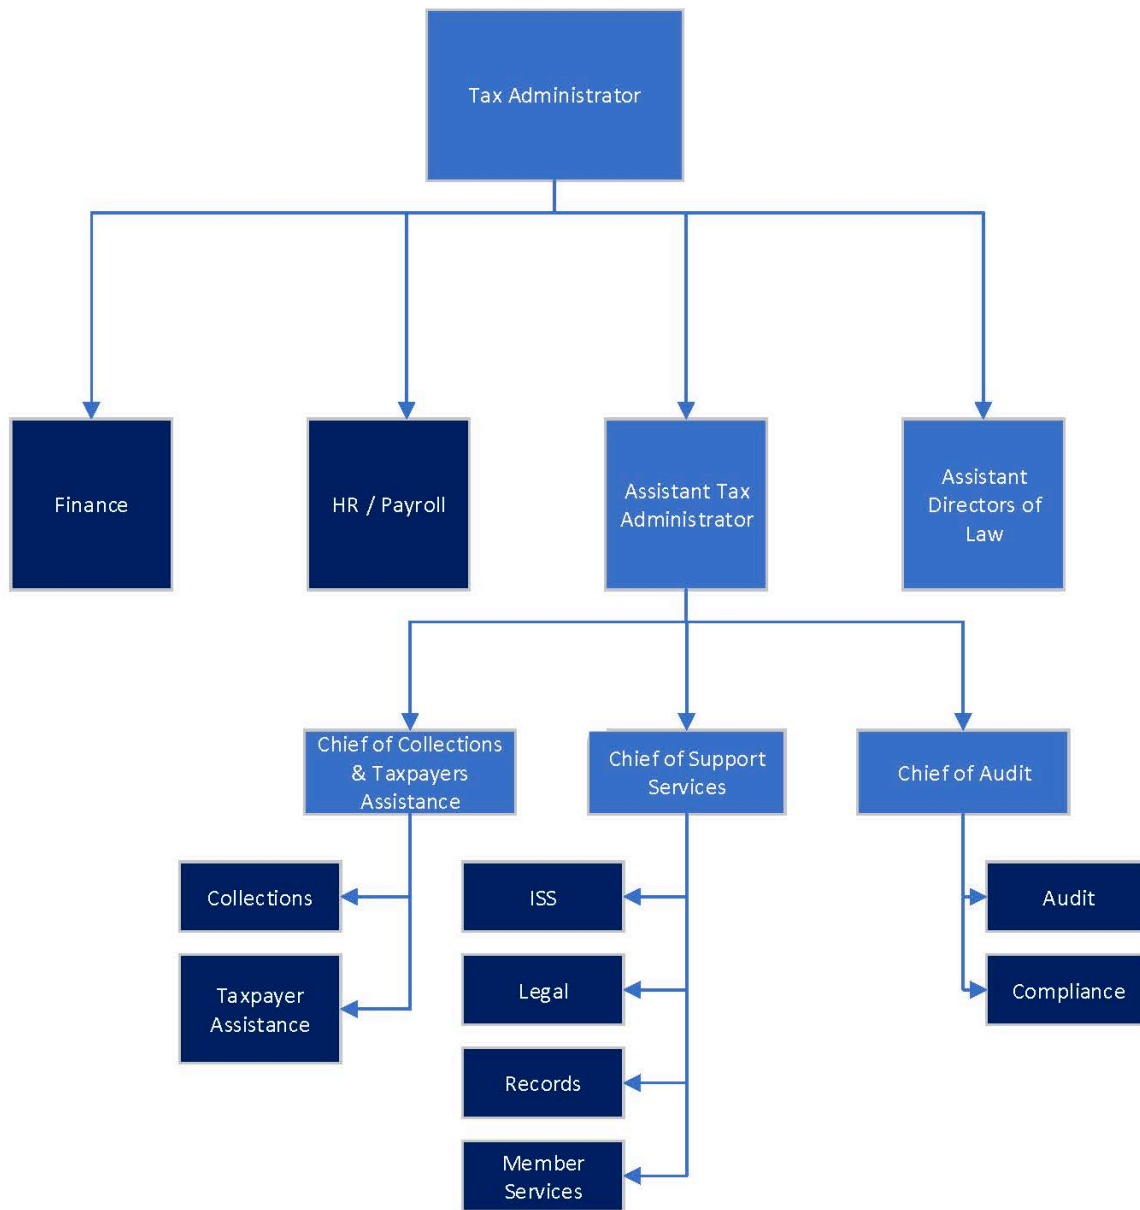 Tax Administrator
Finance
HR / Payroll
Assistant Tax
Administrator
Assistant
Directors of
Law
Chief of Collections
& Taxpayers
Assistance
Chief of Support
Services
Chief of Audit
Collections
Taxpayer
Assistance
ISS
Legal
Records
Member
Services
Audit
Compliance